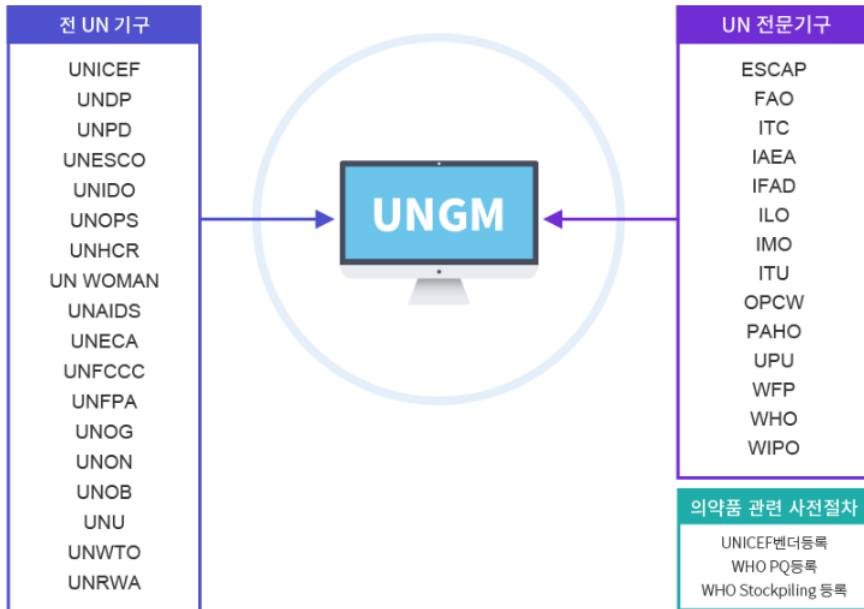 전 UN 기구
UNICEF
UNDP
UNPD
UNESCO
UNIDO
UNOPS
UNHCR
UN WOMAN
UNAIDS
UNECA
UNFCCC
UNFPA
UNOG
UNON
UNOB
UNU
UNWTO
UNRWA
UNGM
UN 전문기구
ESCAP
FAO
ITC
IAEA
IFAD
ILO
IMO
ITU
OPCW
PAHO
UPU
WFP
WHO
WIPO
의약품 관련 사전절차
UNICEF벤더등록
WHO PQ등록
WHO Stockpiling 등록